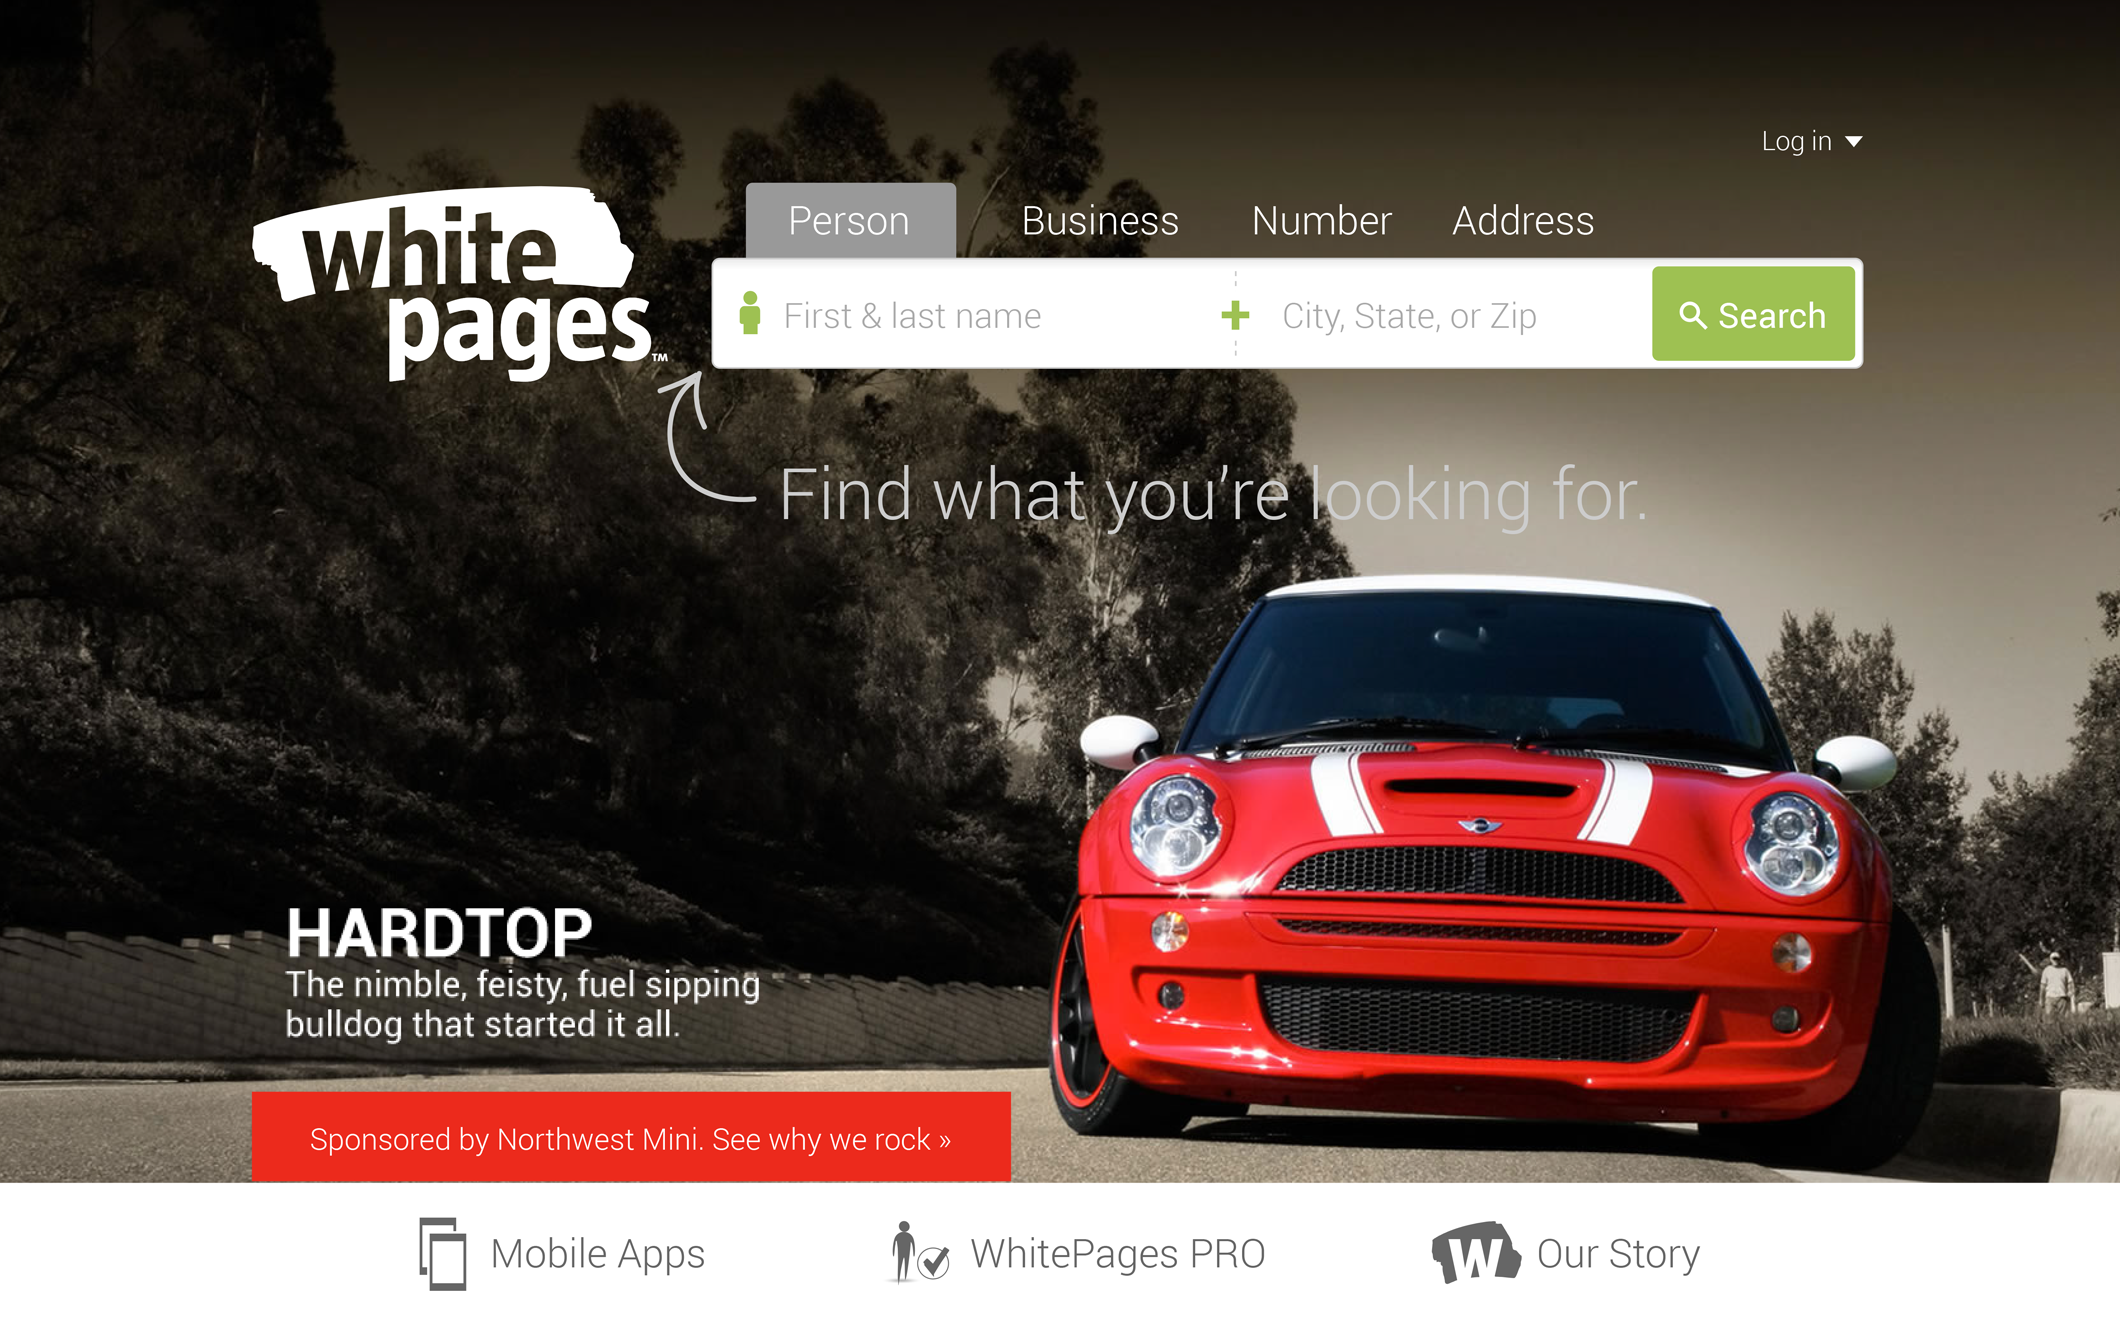 Log in
white
pages™
Person Business Number Address
First & last name City, State, or Zip Search
Find what you're looking for.
HARDTOP
The nimble, feisty, fuel sipping
bulldog that started it all.
Sponsored by Northwest Mini. See why we rock »
Mobile Apps WhitePages PRO W Our Story